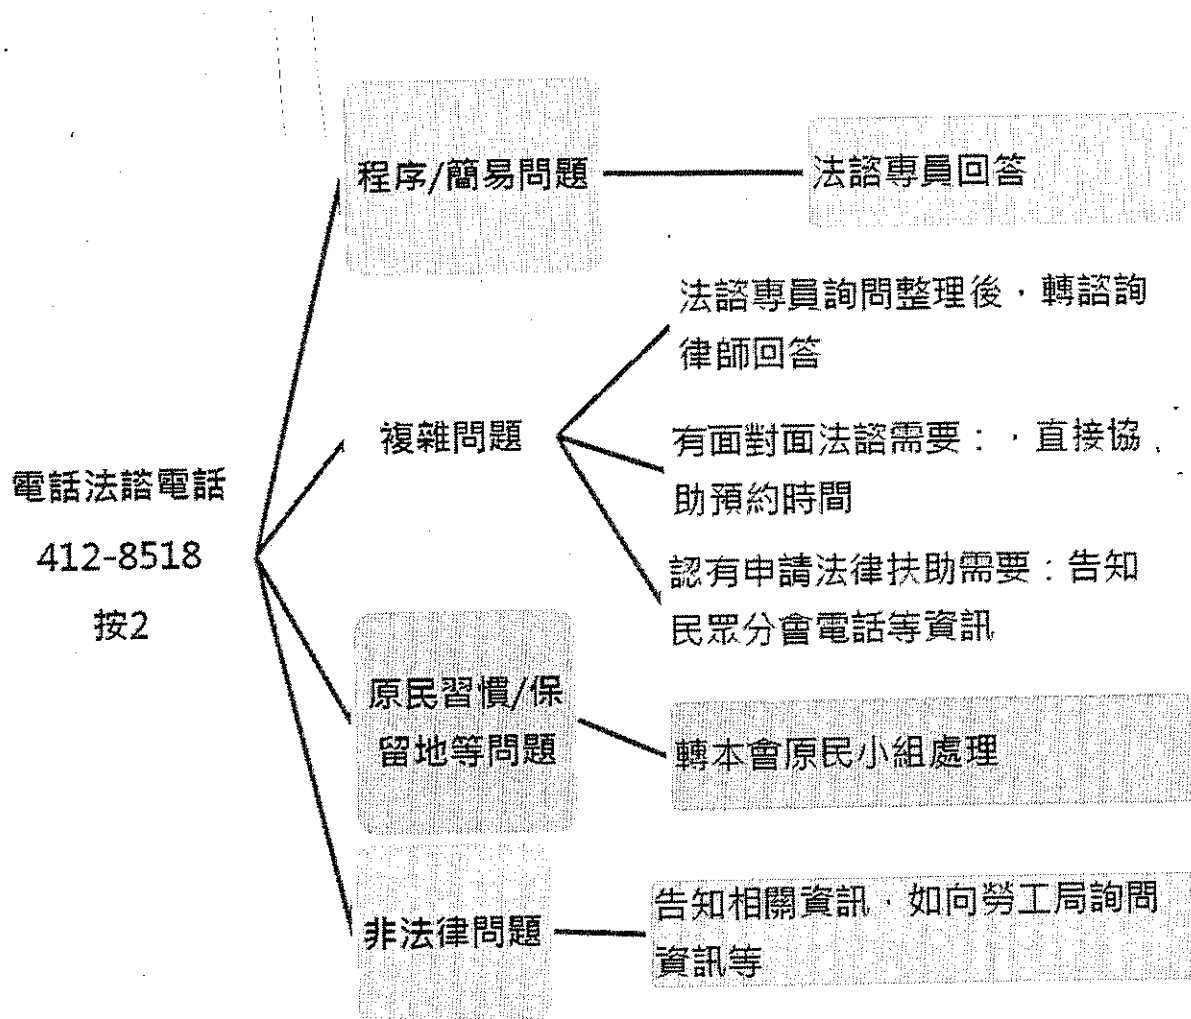 程序/簡易問題
法諮專員回答
法諮專員詢問整理後，轉諮詢
律師回答
複雜問題
有面對面法諮需要：，直接協
助預約時間
電話法諮電話
412-8518
按2
認有申請法律扶助需要：告知
民眾分會電話等資訊
原民習慣/保
留地等問題
轉本會原民小組處理
非法律問題
告知相關資訊，如向勞工局詢問
資訊等